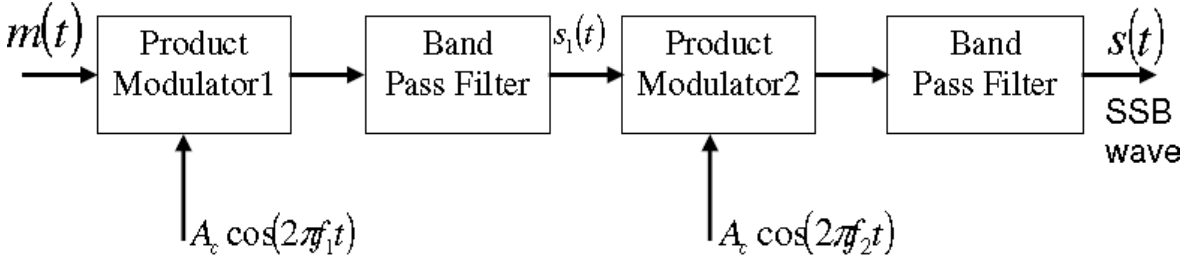 m(t)
Product
Modulator1
Band
Pass Filter
s₁(t)
Product
Modulator2
Band
Pass Filter
s(t)
SSB
wave
A꜀ cos(2πf₁t)
A꜀ cos(2πf₂t)